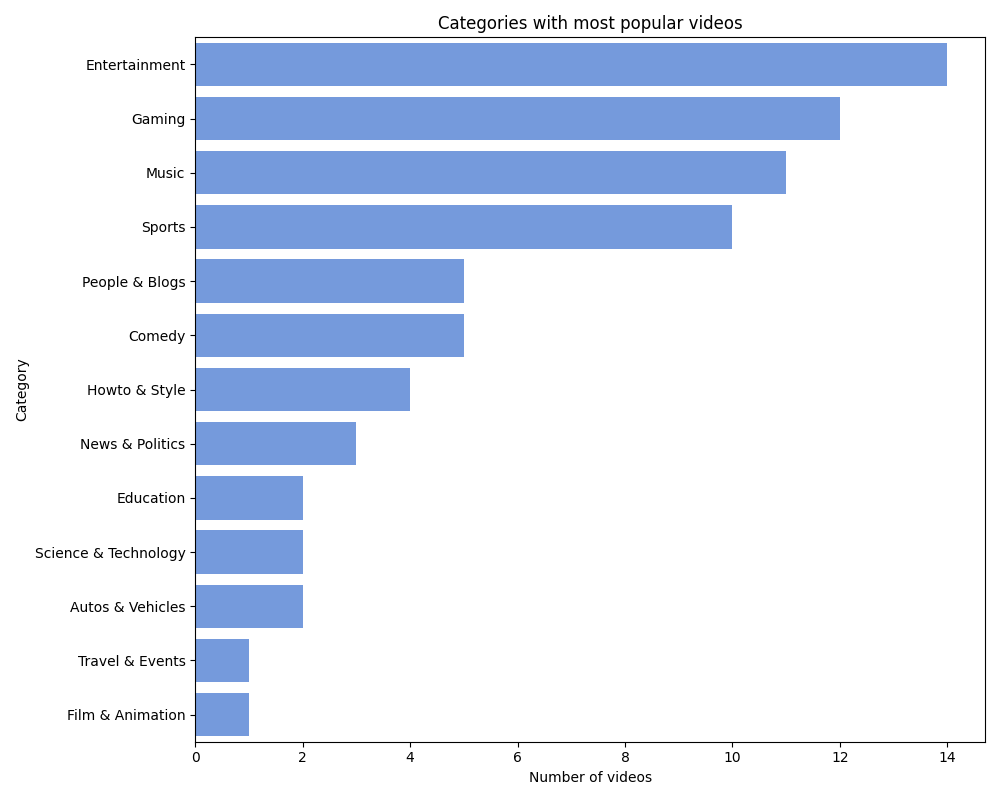 Categories with most popular videos
Category
Entertainment
Gaming
Music
Sports
People & Blogs
Comedy
Howto & Style
News & Politics
Education
Science & Technology
Autos & Vehicles
Travel & Events
Film & Animation
0 2 4 6 8 10 12 14
Number of videos